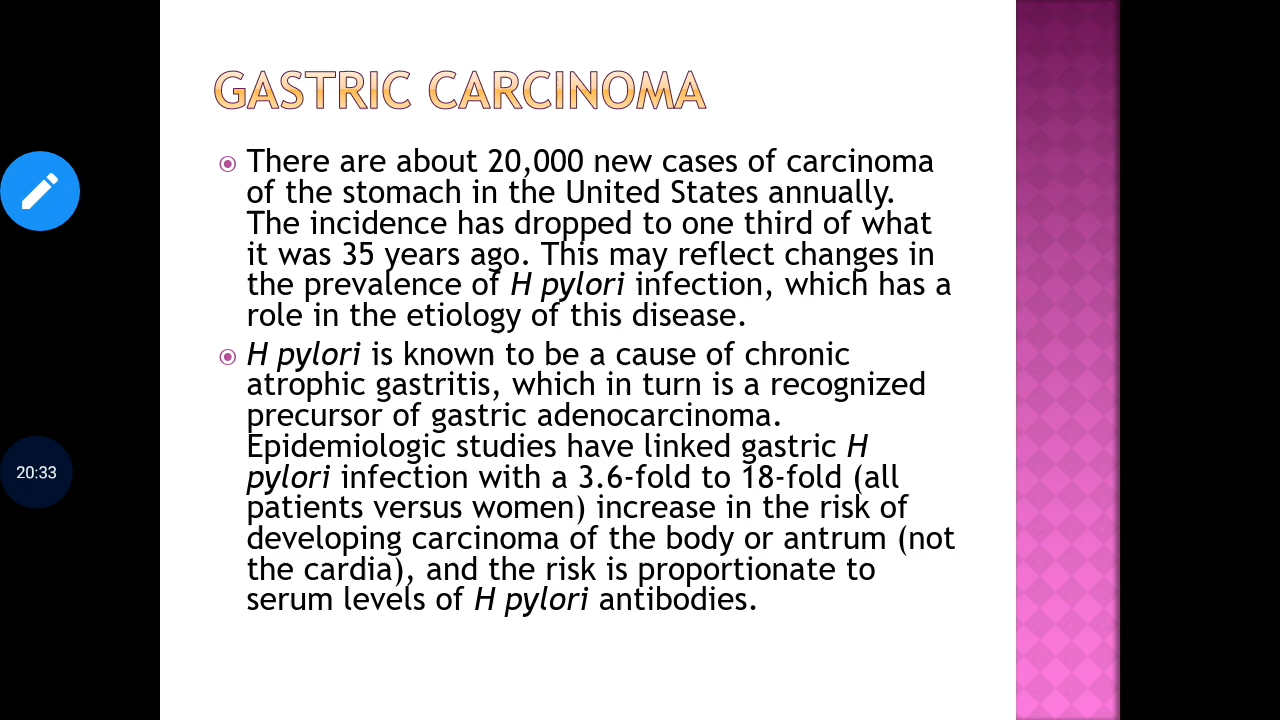 GASTRIC CARCINOMA
There are about 20,000 new cases of carcinoma
of the stomach in the United States annually.
The incidence has dropped to one third of what
it was 35 years ago. This may reflect changes in
the prevalence of H pylori infection, which has a
role in the etiology of this disease.
H pylori is known to be a cause of chronic
atrophic gastritis, which in turn is a recognized
precursor of gastric adenocarcinoma.
Epidemiologic studies have linked gastric H
pylori infection with a 3.6-fold to 18-fold (all
patients versus women) increase in the risk of
developing carcinoma of the body or antrum (not
the cardia), and the risk is proportionate to
serum levels of H pylori antibodies.
20:33